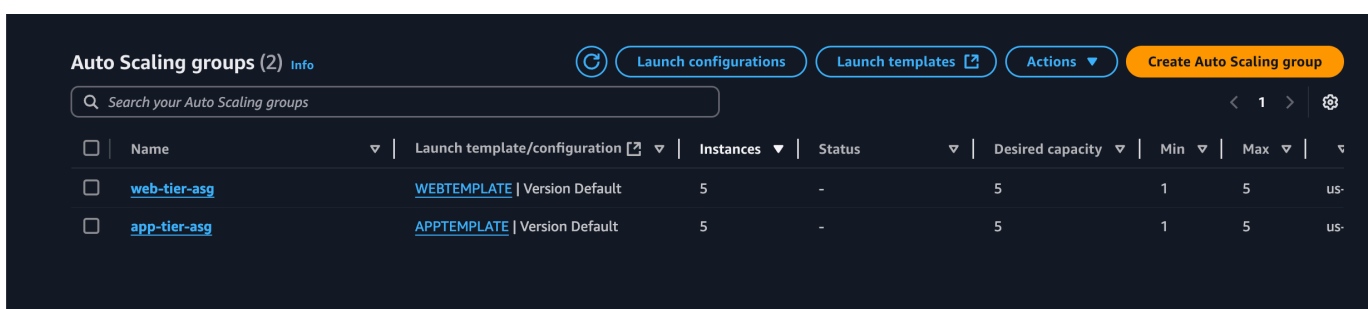 Auto Scaling groups (2) Info
Launch configurations
Launch templates
Actions
Create Auto Scaling group
Search your Auto Scaling groups
1
Name Launch template/configuration Instances Status Desired capacity Min Max
web-tier-asg WEBTEMPLATE | Version Default 5 - 5 1 5 us-
app-tier-asg APPTEMPLATE | Version Default 5 - 5 1 5 us-